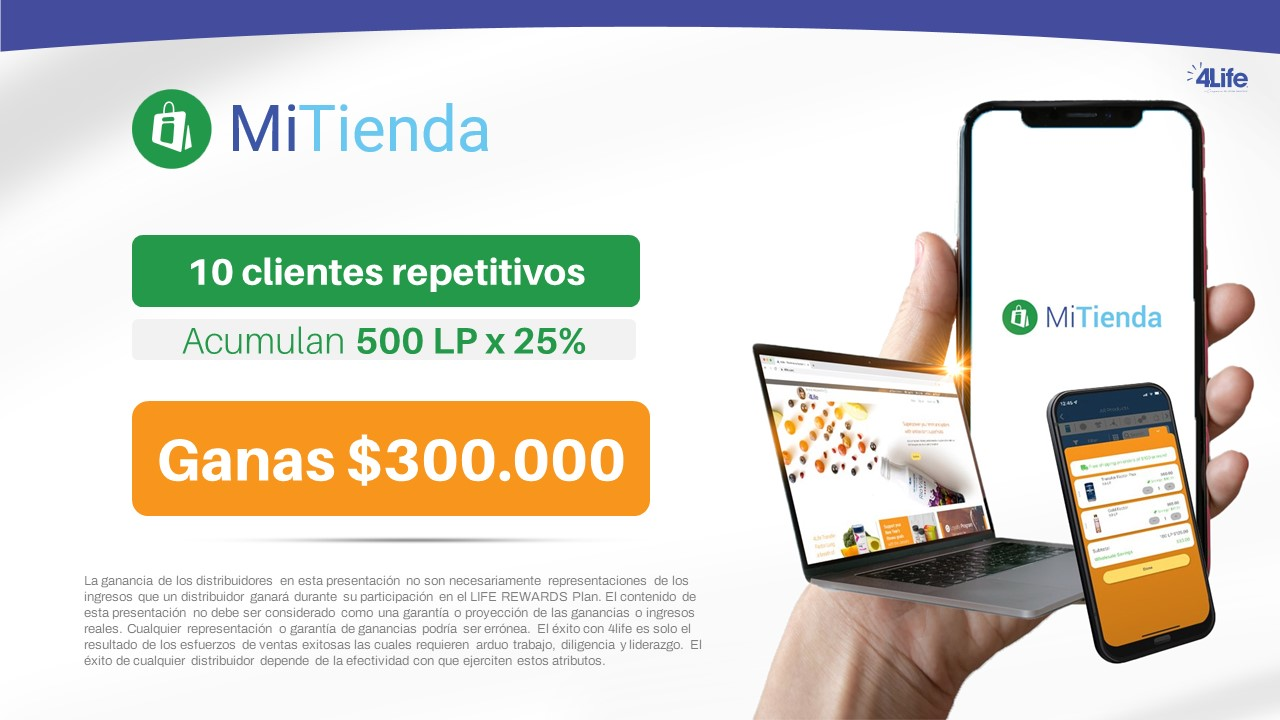 4Life
MiTienda
10 clientes repetitivos
Acumulan 500 LP x 25%
Ganas $300.000
La ganancia de los distribuidores en esta presentación no son necesariamente representaciones de los
ingresos que un distribuidor ganará durante su participación en el LIFE REWARDS Plan. El contenido de
esta presentación no debe ser considerado como una garantía o proyección de las ganancias o ingresos
reales. Cualquier representación o garantía de ganancias podría ser errónea. El éxito con 4life es solo el
resultado de los esfuerzos de ventas exitosas las cuales requieren arduo trabajo, diligencia y liderazgo. El
éxito de cualquier distribuidor depende de la efectividad con que ejerciten estos atributos.
MiTienda
4Life
12:45
Subtotal